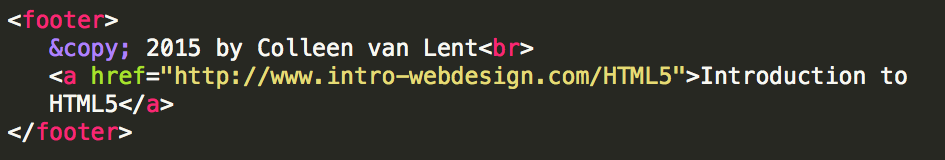 <footer>
&copy; 2015 by Colleen van Lent<br>
<a href="http://www.intro-webdesign.com/HTML5">Introduction to
HTML5</a>
</footer>